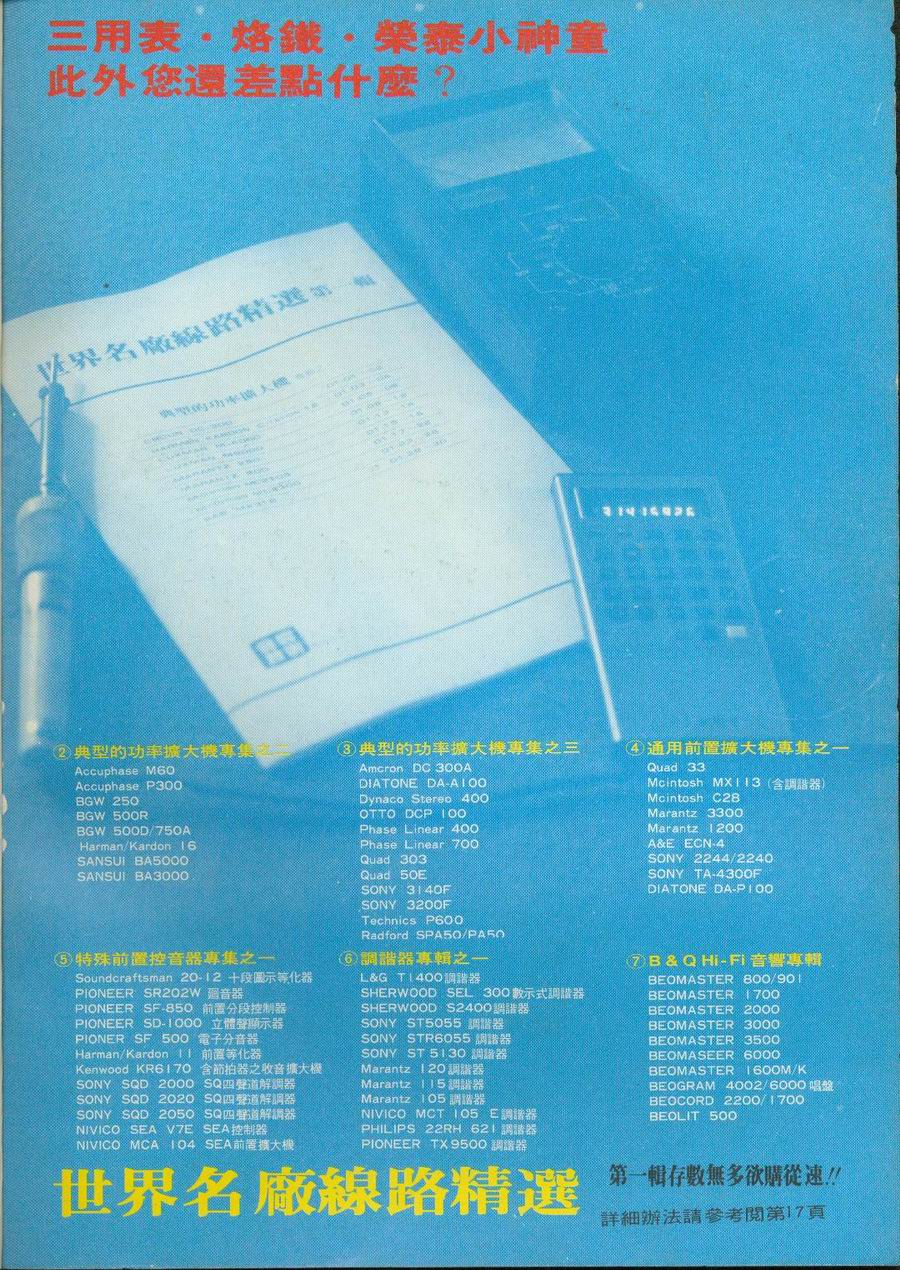 三用表・烙鐵・榮泰小神童
此外您還差點什麼？
世界名廠線路精選第一輯
典型的功率擴大機
②典型的功率擴大機專集之二
Accuphase M60
Accuphase P300
BGW 250
BGW 500R
BGW 500D/750A
Harman/Kardon 16
SANSUI BA5000
SANSUI BA3000
③典型的功率擴大機專集之三
Amcron DC 300A
DIATONE DA-A100
Dynaco Stereo 400
OTTO DCP 100
Phase Linear 400
Phase Linear 700
Quad 303
Quad 50E
SONY 3140F
SONY 3200F
Technics P600
Radford SPA50/PA50
④通用前置擴大機專集之一
Quad 33
Mcintosh MX113 (含調諧器)
Mcintosh C28
Marantz 3300
Marantz 1200
A&E ECN-4
SONY 2244/2240
SONY TA-4300F
DIATONE DA-P100
⑤特殊前置控音器專集之一
Soundcraftsman 20-12 十段圖示等化器
PIONEER SR202W 迴音器
PIONEER SF-850 前置分段控制器
PIONEER SD-1000 立體聲顯示器
PIONER SF 500 電子分音器
Harman/Kardon 11 前置等化器
Kenwood KR6170 含節拍器之收音擴大機
SONY SQD 2000 SQ四聲道解調器
SONY SQD 2020 SQ四聲道解調器
SONY SQD 2050 SQ四聲道解調器
NIVICO SEA V7E SEA控制器
NIVICO MCA 104 SEA前置擴大機
⑥調諧器專輯之一
L&G T1400調諧器
SHERWOOD SEL 300數示式調諧器
SHERWOOD S2400調諧器
SONY ST5055 調諧器
SONY STR6055 調諧器
SONY ST 5130 調諧器
Marantz 120調諧器
Marantz 115調諧器
Marantz 105調諧器
NIVICO MCT 105 E調諧器
PHILIPS 22RH 621調諧器
PIONEER TX9500調諧器
⑦B & Q Hi-Fi 音響專輯
BEOMASTER 800/901
BEOMASTER 1700
BEOMASTER 2000
BEOMASTER 3000
BEOMASTER 3500
BEOMASEER 6000
BEOMASTER 1600M/K
BEOGRAM 4002/6000唱盤
BEOCORD 2200/1700
BEOLIT 500
世界名廠線路精選
第一輯存數無多欲購從速!!
詳細辦法請參考閱第17頁